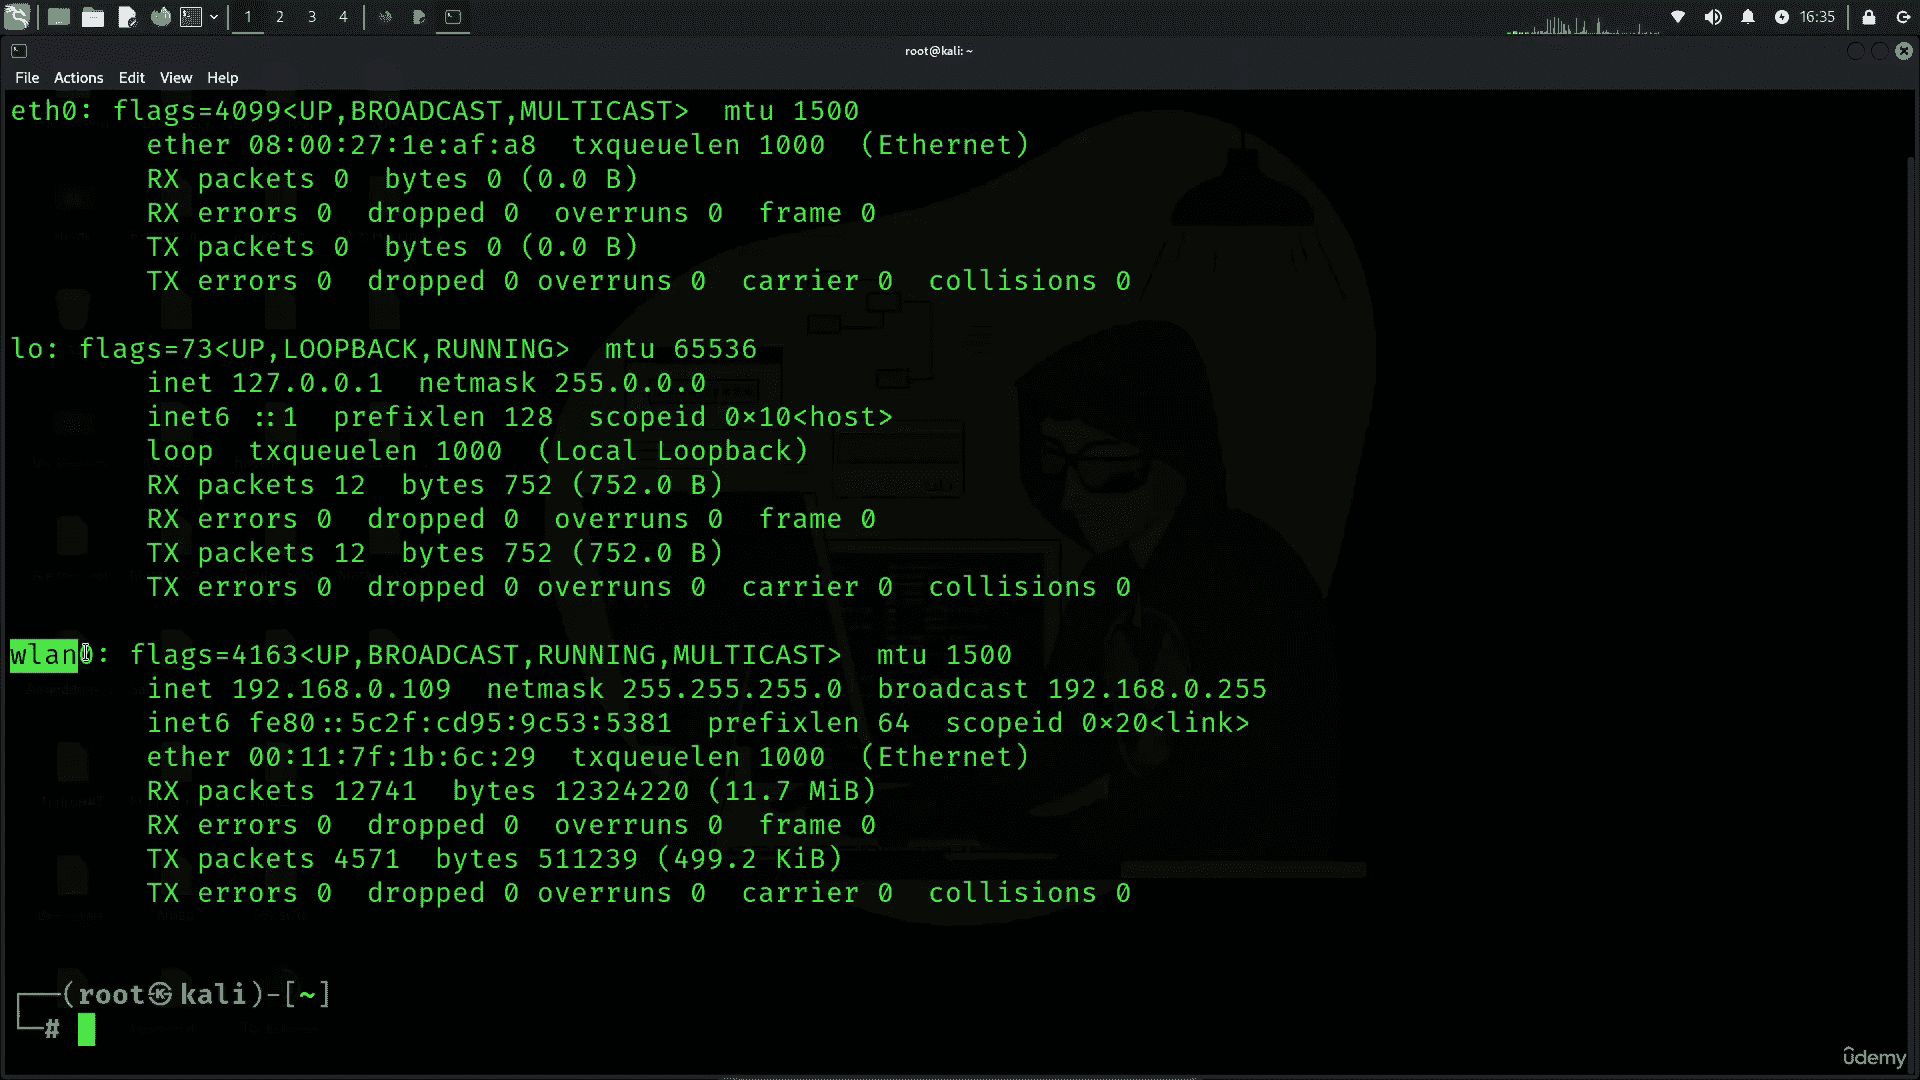 1 2 3 4 16:35
root@kali: ~
File Actions Edit View Help
eth0: flags=4099<UP,BROADCAST,MULTICAST> mtu 1500
ether 08:00:27:1e:af:a8 txqueuelen 1000 (Ethernet)
RX packets 0 bytes 0 (0.0 B)
RX errors 0 dropped 0 overruns 0 frame 0
TX packets 0 bytes 0 (0.0 B)
TX errors 0 dropped 0 overruns 0 carrier 0 collisions 0
lo: flags=73<UP,LOOPBACK,RUNNING> mtu 65536
inet 127.0.0.1 netmask 255.0.0.0
inet6 ::1 prefixlen 128 scopeid 0×10<host>
loop txqueuelen 1000 (Local Loopback)
RX packets 12 bytes 752 (752.0 B)
RX errors 0 dropped 0 overruns 0 frame 0
TX packets 12 bytes 752 (752.0 B)
TX errors 0 dropped 0 overruns 0 carrier 0 collisions 0
wlan0: flags=4163<UP,BROADCAST,RUNNING,MULTICAST> mtu 1500
inet 192.168.0.109 netmask 255.255.255.0 broadcast 192.168.0.255
inet6 fe80::5c2f:cd95:9c53:5381 prefixlen 64 scopeid 0×20<link>
ether 00:11:7f:1b:6c:29 txqueuelen 1000 (Ethernet)
RX packets 12741 bytes 12324220 (11.7 MiB)
RX errors 0 dropped 0 overruns 0 frame 0
TX packets 4571 bytes 511239 (499.2 KiB)
TX errors 0 dropped 0 overruns 0 carrier 0 collisions 0
┌──(root㉿kali)-[~]
└─#
udemy